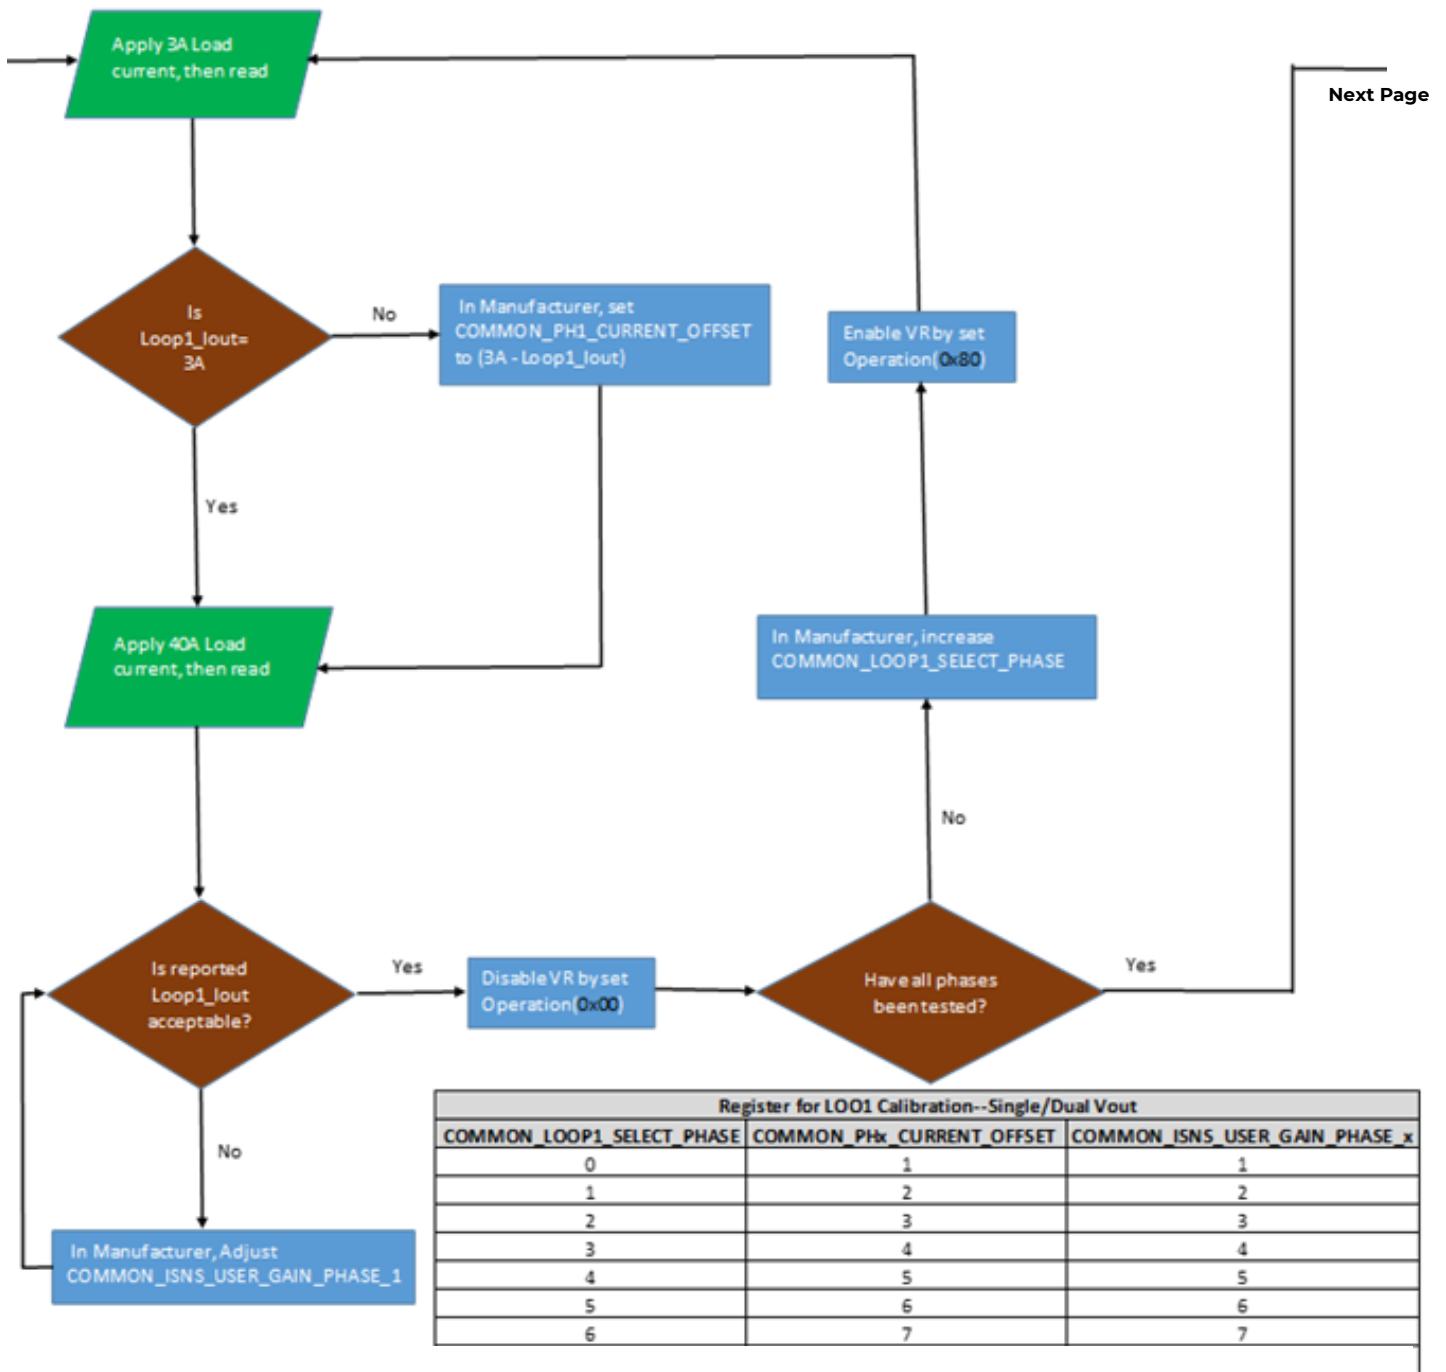 Apply 3A Load
current, then read
Next Page
Is
Loop1_Iout=
3A
No
In Manufacturer, set
COMMON_PH1_CURRENT_OFFSET
to (3A - Loop1_Iout)
Enable VR by set
Operation(0x80)
Yes
Apply 40A Load
current, then read
In Manufacturer, increase
COMMON_LOOP1_SELECT_PHASE
No
Is reported
Loop1_Iout
acceptable?
Yes
Disable VR by set
Operation(0x00)
Have all phases
been tested?
Yes
No
In Manufacturer, Adjust
COMMON_ISNS_USER_GAIN_PHASE_1
Register for LOO1 Calibration--Single/Dual Vout
COMMON_LOOP1_SELECT_PHASE COMMON_PHx_CURRENT_OFFSET COMMON_ISNS_USER_GAIN_PHASE_x
0 1 1
1 2 2
2 3 3
3 4 4
4 5 5
5 6 6
6 7 7